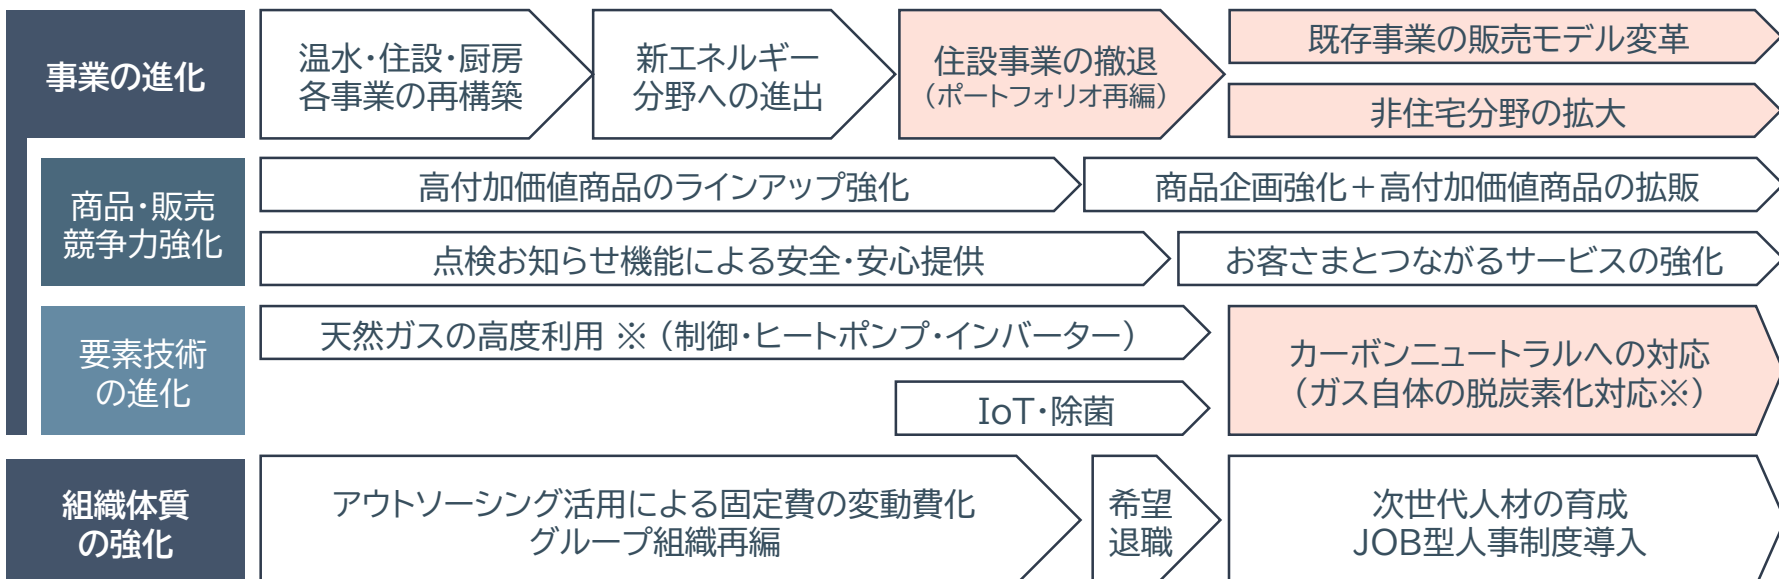 事業の進化
温水・住設・厨房
各事業の再構築
新エネルギー
分野への進出
住設事業の撤退
（ポートフォリオ再編）
既存事業の販売モデル変革
非住宅分野の拡大
商品・販売
競争力強化
高付加価値商品のラインアップ強化
商品企画強化＋高付加価値商品の拡販
点検お知らせ機能による安全・安心提供
お客さまとつながるサービスの強化
要素技術
の進化
天然ガスの高度利用 ※（制御・ヒートポンプ・インバーター）
IoT・除菌
カーボンニュートラルへの対応
（ガス自体の脱炭素化対応※）
組織体質
の強化
アウトソーシング活用による固定費の変動費化
グループ組織再編
希望
退職
次世代人材の育成
JOB型人事制度導入